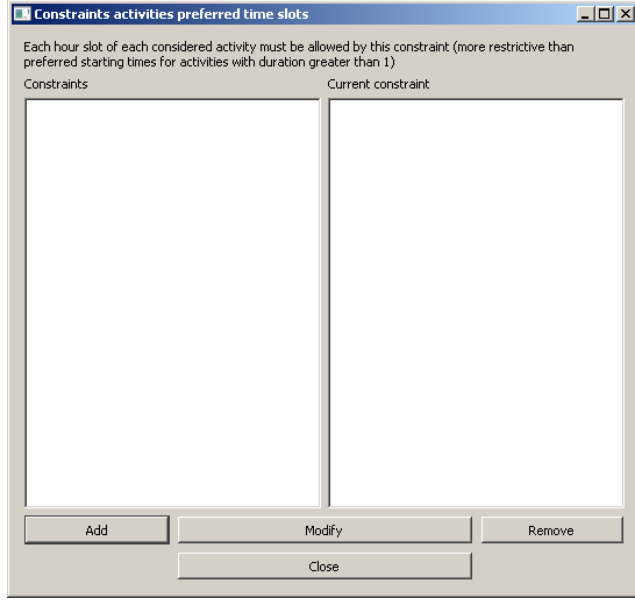 Constraints activities preferred time slots
Each hour slot of each considered activity must be allowed by this constraint (more restrictive than
preferred starting times for activities with duration greater than 1)
Constraints
Current constraint
Add
Modify
Remove
Close